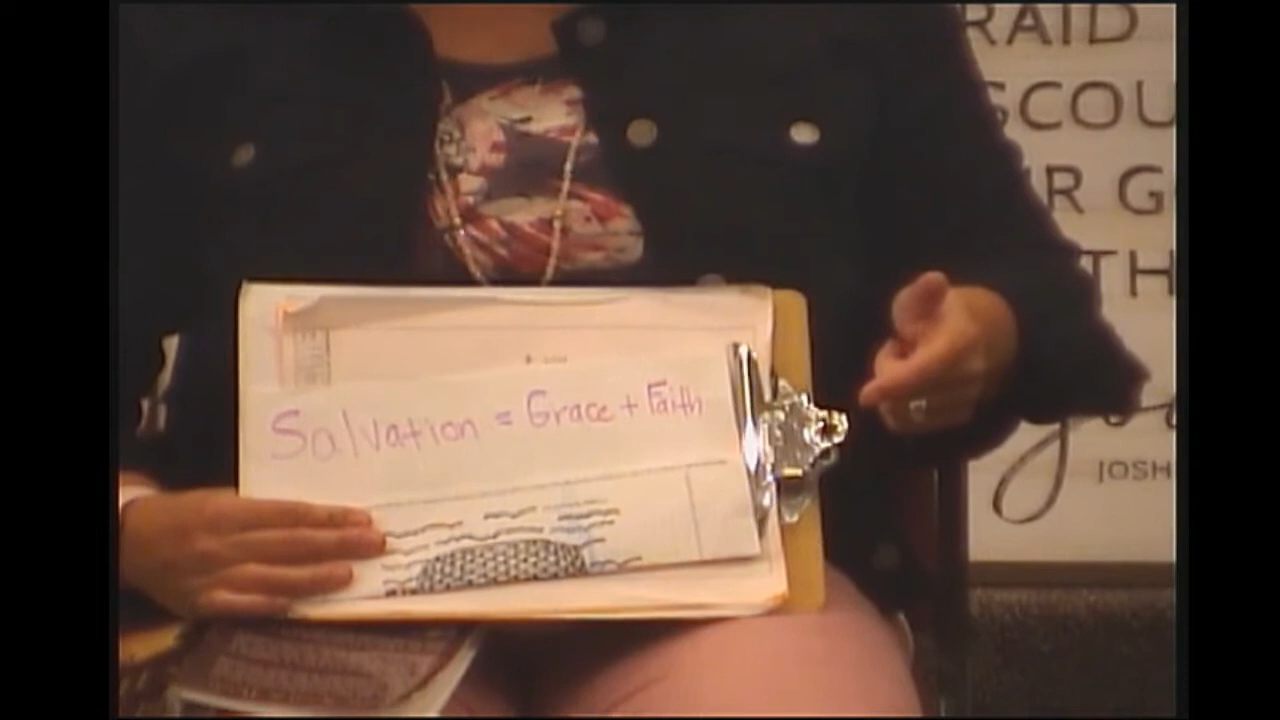 RAID
SCOU
R G
TH
JOSH
Salvation = Grace + Faith